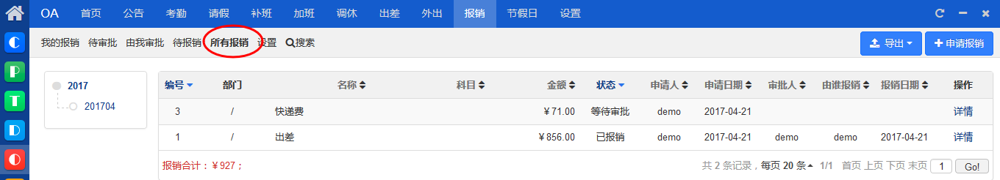 OA 首页 公告 考勤 请假 补班 加班 调休 出差 外出 报销 节假日 设置
我的报销 待审批 由我审批 待报销 所有报销 设置 搜索 导出 申请报销
2017
201704
编号 部门 名称 科目 金额 状态 申请人 申请日期 审批人 由谁报销 报销日期 操作
3 / 快递费 ￥71.00 等待审批 demo 2017-04-21 详情
1 / 出差 ￥856.00 已报销 demo 2017-04-21 demo demo 2017-04-21 详情
报销合计：￥927； 共 2 条记录，每页 20 条 1/1 首页 上页 下页 末页 1 Go!
C
P
T
D